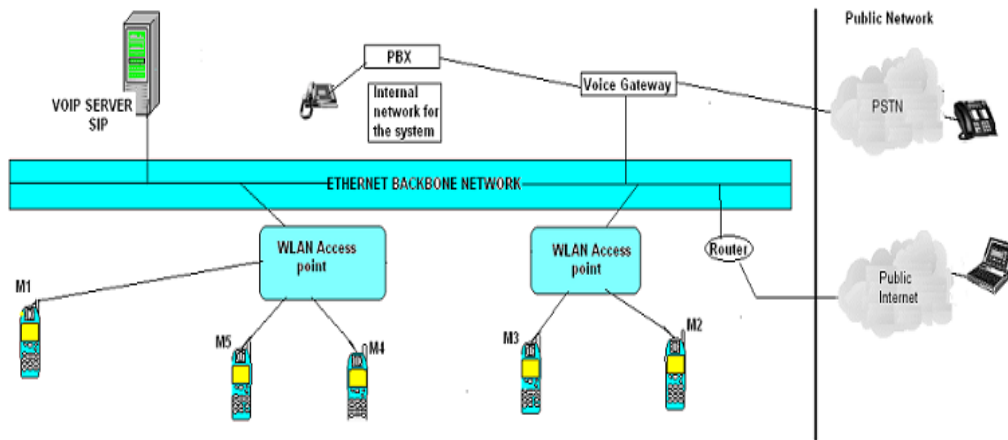 Public Network
PBX
VOIP SERVER
SIP
Internal
network for
the system
Voice Gateway
PSTN
ETHERNET BACKBONE NETWORK
WLAN Access
point
WLAN Access
point
Router
Public
Internet
M1
M5
M4
M3
M2